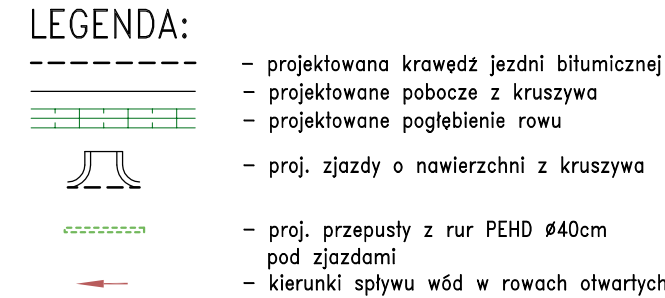 LEGENDA:
– projektowana krawędź jezdni bitumicznej
– projektowane pobocze z kruszywa
– projektowane pogłębienie rowu
– proj. zjazdy o nawierzchni z kruszywa
– proj. przepusty z rur PEHD Ø40cm
pod zjazdami
– kierunki spływu wód w rowach otwartych